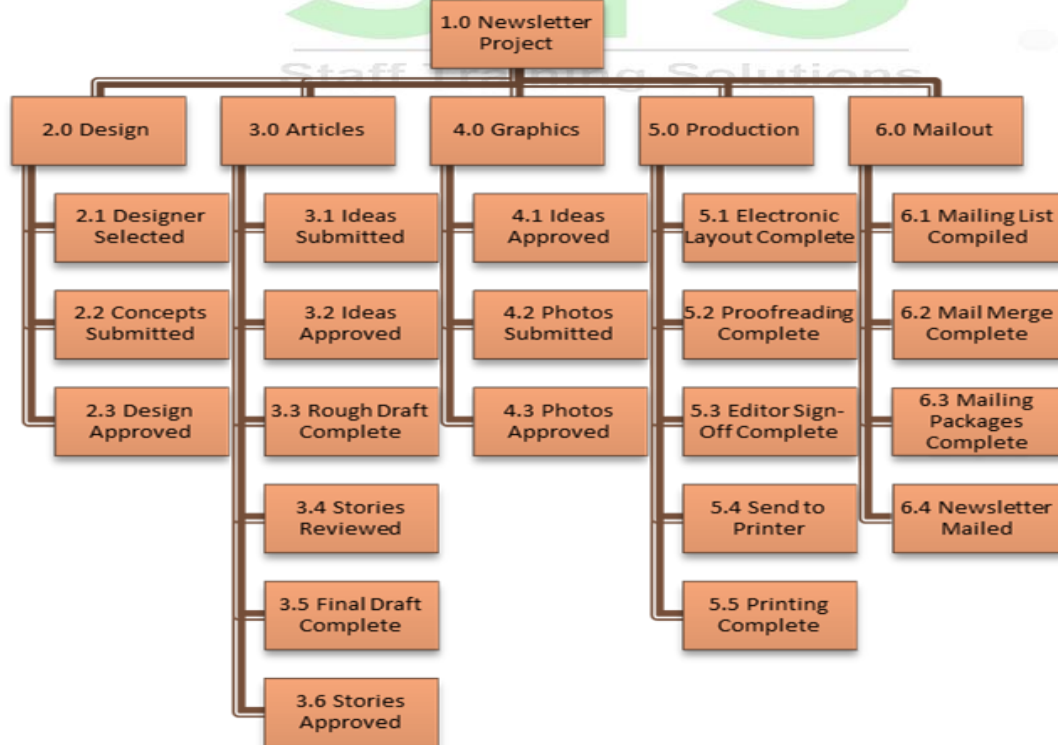 1.0 Newsletter
Project
Staff Training Solutions
2.0 Design
3.0 Articles
4.0 Graphics
5.0 Production
6.0 Mailout
2.1 Designer
Selected
2.2 Concepts
Submitted
2.3 Design
Approved
3.1 Ideas
Submitted
3.2 Ideas
Approved
3.3 Rough Draft
Complete
3.4 Stories
Reviewed
3.5 Final Draft
Complete
3.6 Stories
Approved
4.1 Ideas
Approved
4.2 Photos
Submitted
4.3 Photos
Approved
5.1 Electronic
Layout Complete
5.2 Proofreading
Complete
5.3 Editor Sign-
Off Complete
5.4 Send to
Printer
5.5 Printing
Complete
6.1 Mailing List
Compiled
6.2 Mail Merge
Complete
6.3 Mailing
Packages
Complete
6.4 Newsletter
Mailed